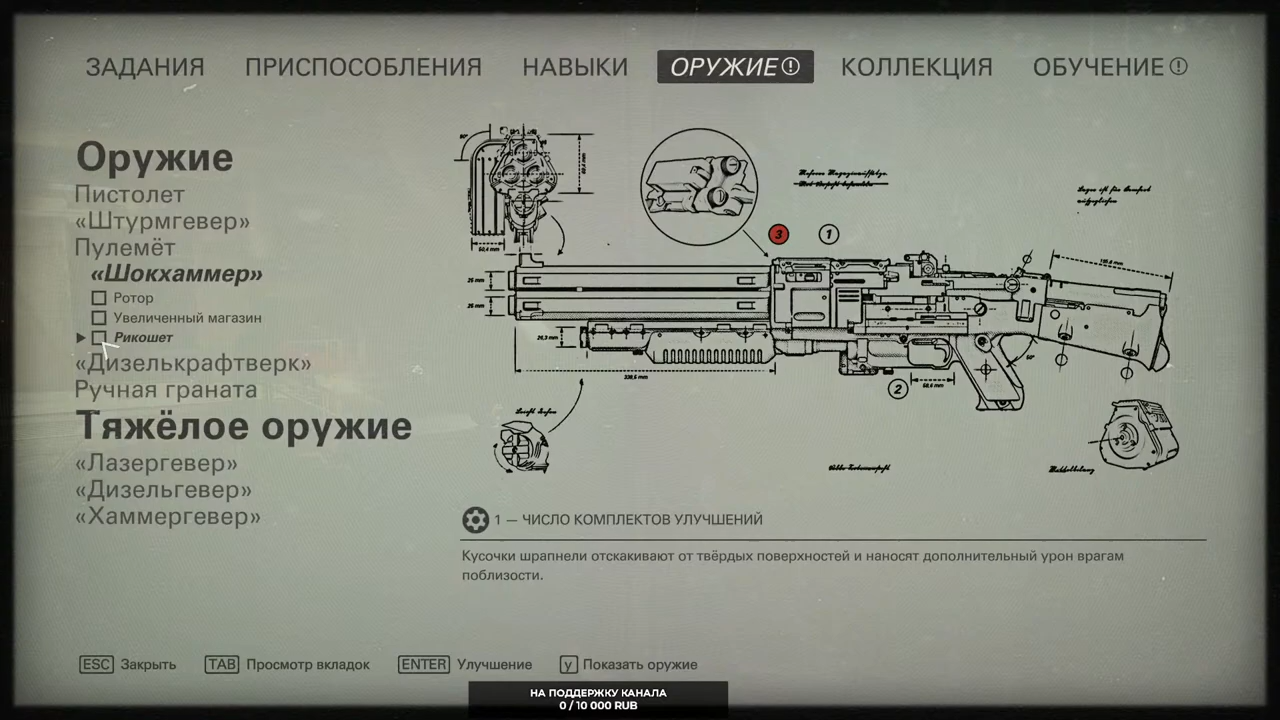 ЗАДАНИЯ ПРИСПОСОБЛЕНИЯ НАВЫКИ ОРУЖИЕ КОЛЛЕКЦИЯ ОБУЧЕНИЕ
Оружие
Пистолет
«Штурмгевер»
Пулемёт
«Шокхаммер»
Ротор
Увеличенный магазин
Рикошет
«Дизелькрафтверк»
Ручная граната
Тяжёлое оружие
«Лазергевер»
«Дизельгевер»
«Хаммергевер»
3 1
2
1 — ЧИСЛО КОМПЛЕКТОВ УЛУЧШЕНИЙ
Кусочки шрапнели отскакивают от твёрдых поверхностей и наносят дополнительный урон врагам
поблизости.
ESC Закрыть TAB Просмотр вкладок ENTER Улучшение y Показать оружие
НА ПОДДЕРЖКУ КАНАЛА
0 / 10 000 RUB